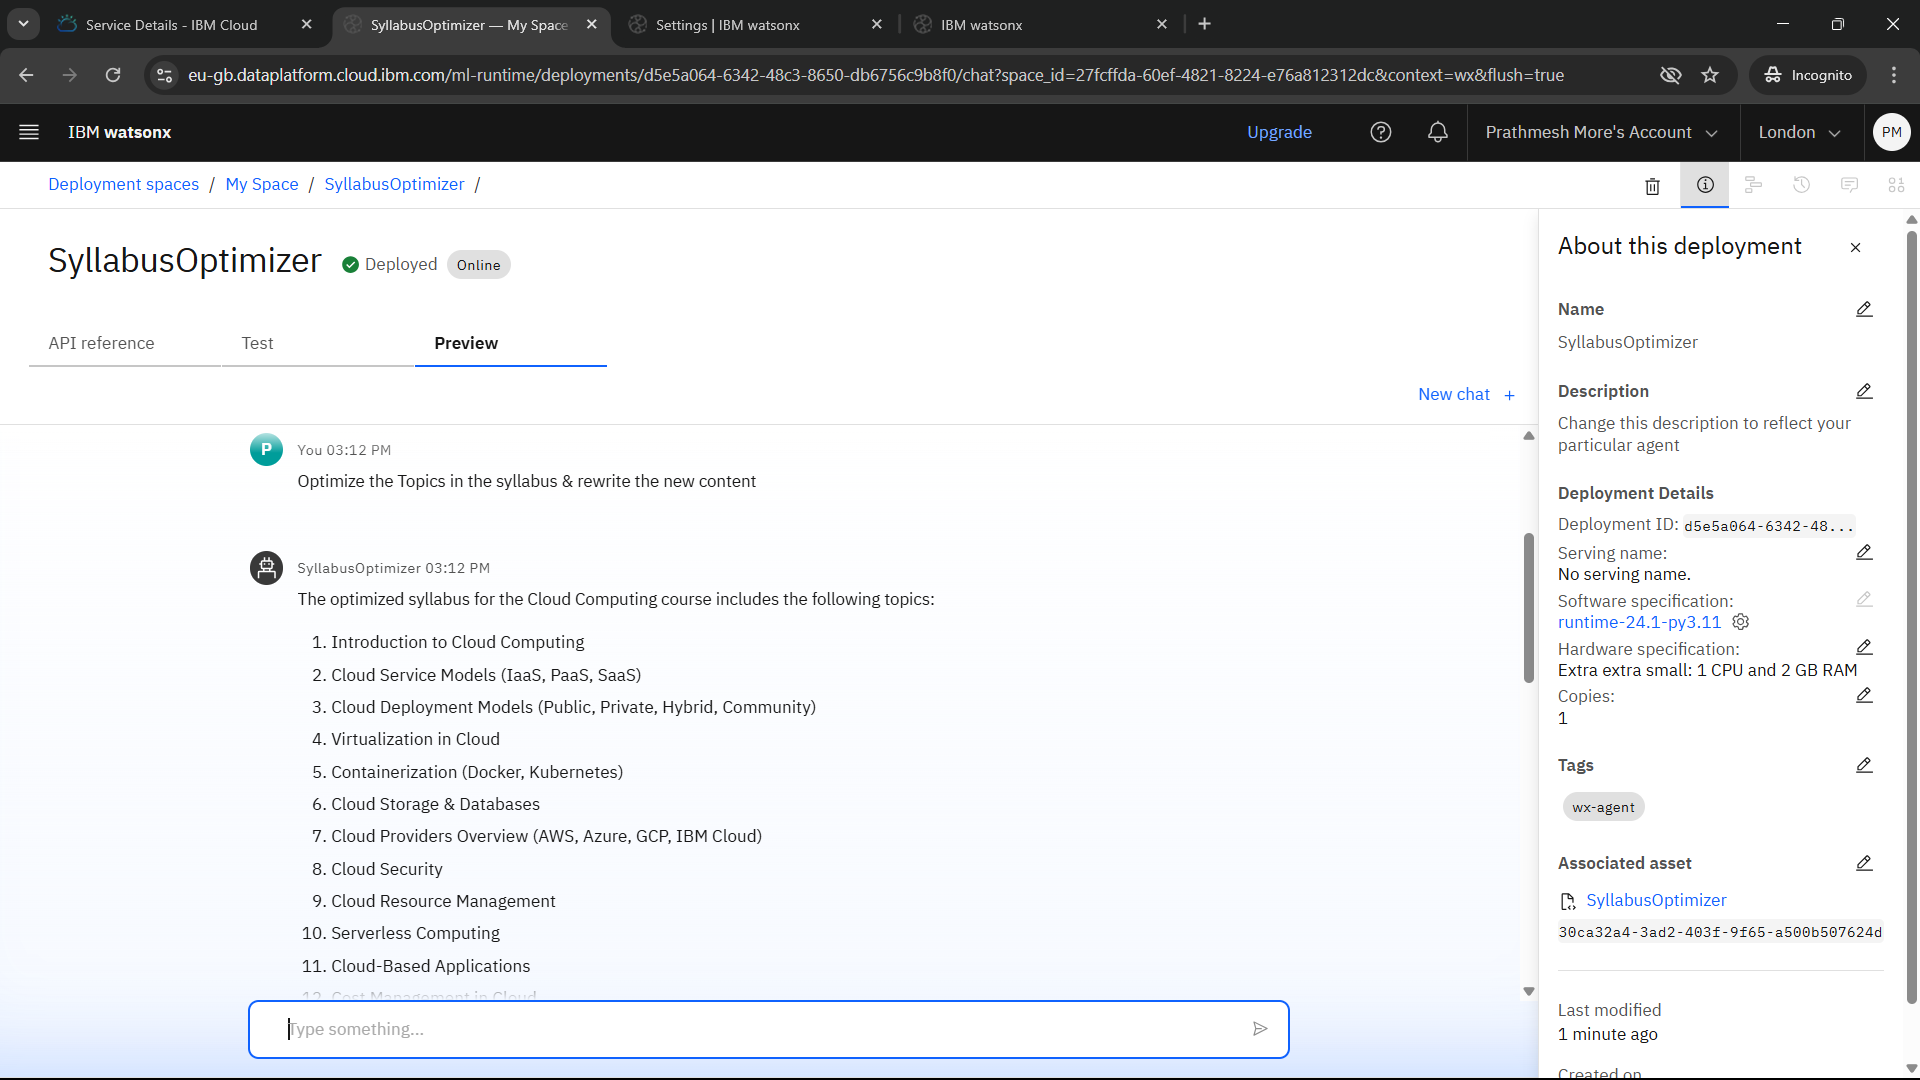 Service Details - IBM Cloud
SyllabusOptimizer — My Space
Settings | IBM watsonx
IBM watsonx
eu-gb.dataplatform.cloud.ibm.com/ml-runtime/deployments/d5e5a064-6342-48c3-8650-db6756c9b8f0/chat?space_id=27fcffda-60ef-4821-8224-e76a812312dc&context=wx&flush=true
Incognito
IBM watsonx
Upgrade
Prathmesh More's Account
London
PM
Deployment spaces / My Space / SyllabusOptimizer /
SyllabusOptimizer
Deployed
Online
API reference
Test
Preview
New chat +
P
You 03:12 PM
Optimize the Topics in the syllabus & rewrite the new content
SyllabusOptimizer 03:12 PM
The optimized syllabus for the Cloud Computing course includes the following topics:
1. Introduction to Cloud Computing
2. Cloud Service Models (IaaS, PaaS, SaaS)
3. Cloud Deployment Models (Public, Private, Hybrid, Community)
4. Virtualization in Cloud
5. Containerization (Docker, Kubernetes)
6. Cloud Storage & Databases
7. Cloud Providers Overview (AWS, Azure, GCP, IBM Cloud)
8. Cloud Security
9. Cloud Resource Management
10. Serverless Computing
11. Cloud-Based Applications
12. Cost Management in Cloud
Type something...
About this deployment
Name
SyllabusOptimizer
Description
Change this description to reflect your
particular agent
Deployment Details
Deployment ID: d5e5a064-6342-48...
Serving name:
No serving name.
Software specification:
runtime-24.1-py3.11
Hardware specification:
Extra extra small: 1 CPU and 2 GB RAM
Copies:
1
Tags
wx-agent
Associated asset
SyllabusOptimizer
30ca32a4-3ad2-403f-9f65-a500b507624d
Last modified
1 minute ago
Created on